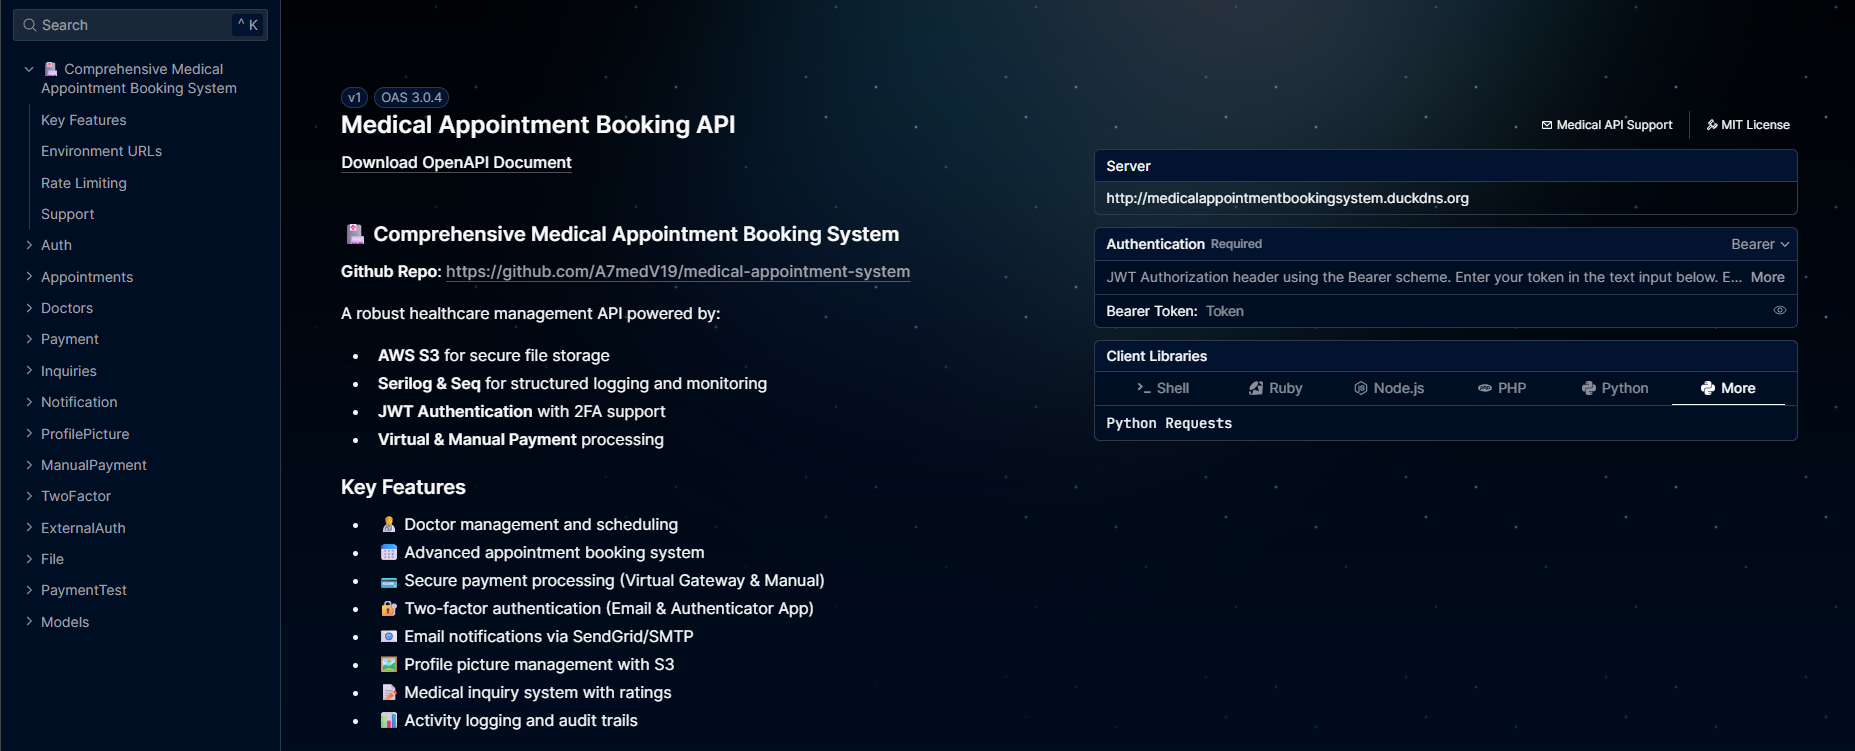 Search
^ K
Comprehensive Medical
Appointment Booking System
Key Features
Environment URLs
Rate Limiting
Support
Auth
Appointments
Doctors
Payment
Inquiries
Notification
ProfilePicture
ManualPayment
TwoFactor
ExternalAuth
File
PaymentTest
Models
v1 OAS 3.0.4
Medical Appointment Booking API
Download OpenAPI Document
Comprehensive Medical Appointment Booking System
Github Repo: https://github.com/A7medV19/medical-appointment-system
A robust healthcare management API powered by:
• AWS S3 for secure file storage
• Serilog & Seq for structured logging and monitoring
• JWT Authentication with 2FA support
• Virtual & Manual Payment processing
Key Features
• Doctor management and scheduling
• Advanced appointment booking system
• Secure payment processing (Virtual Gateway & Manual)
• Two-factor authentication (Email & Authenticator App)
• Email notifications via SendGrid/SMTP
• Profile picture management with S3
• Medical inquiry system with ratings
• Activity logging and audit trails
Medical API Support
MIT License
Server
http://medicalappointmentbookingsystem.duckdns.org
Authentication Required
Bearer
JWT Authorization header using the Bearer scheme. Enter your token in the text input below. E... More
Bearer Token: Token
Client Libraries
Shell
Ruby
Node.js
PHP
Python
More
Python Requests